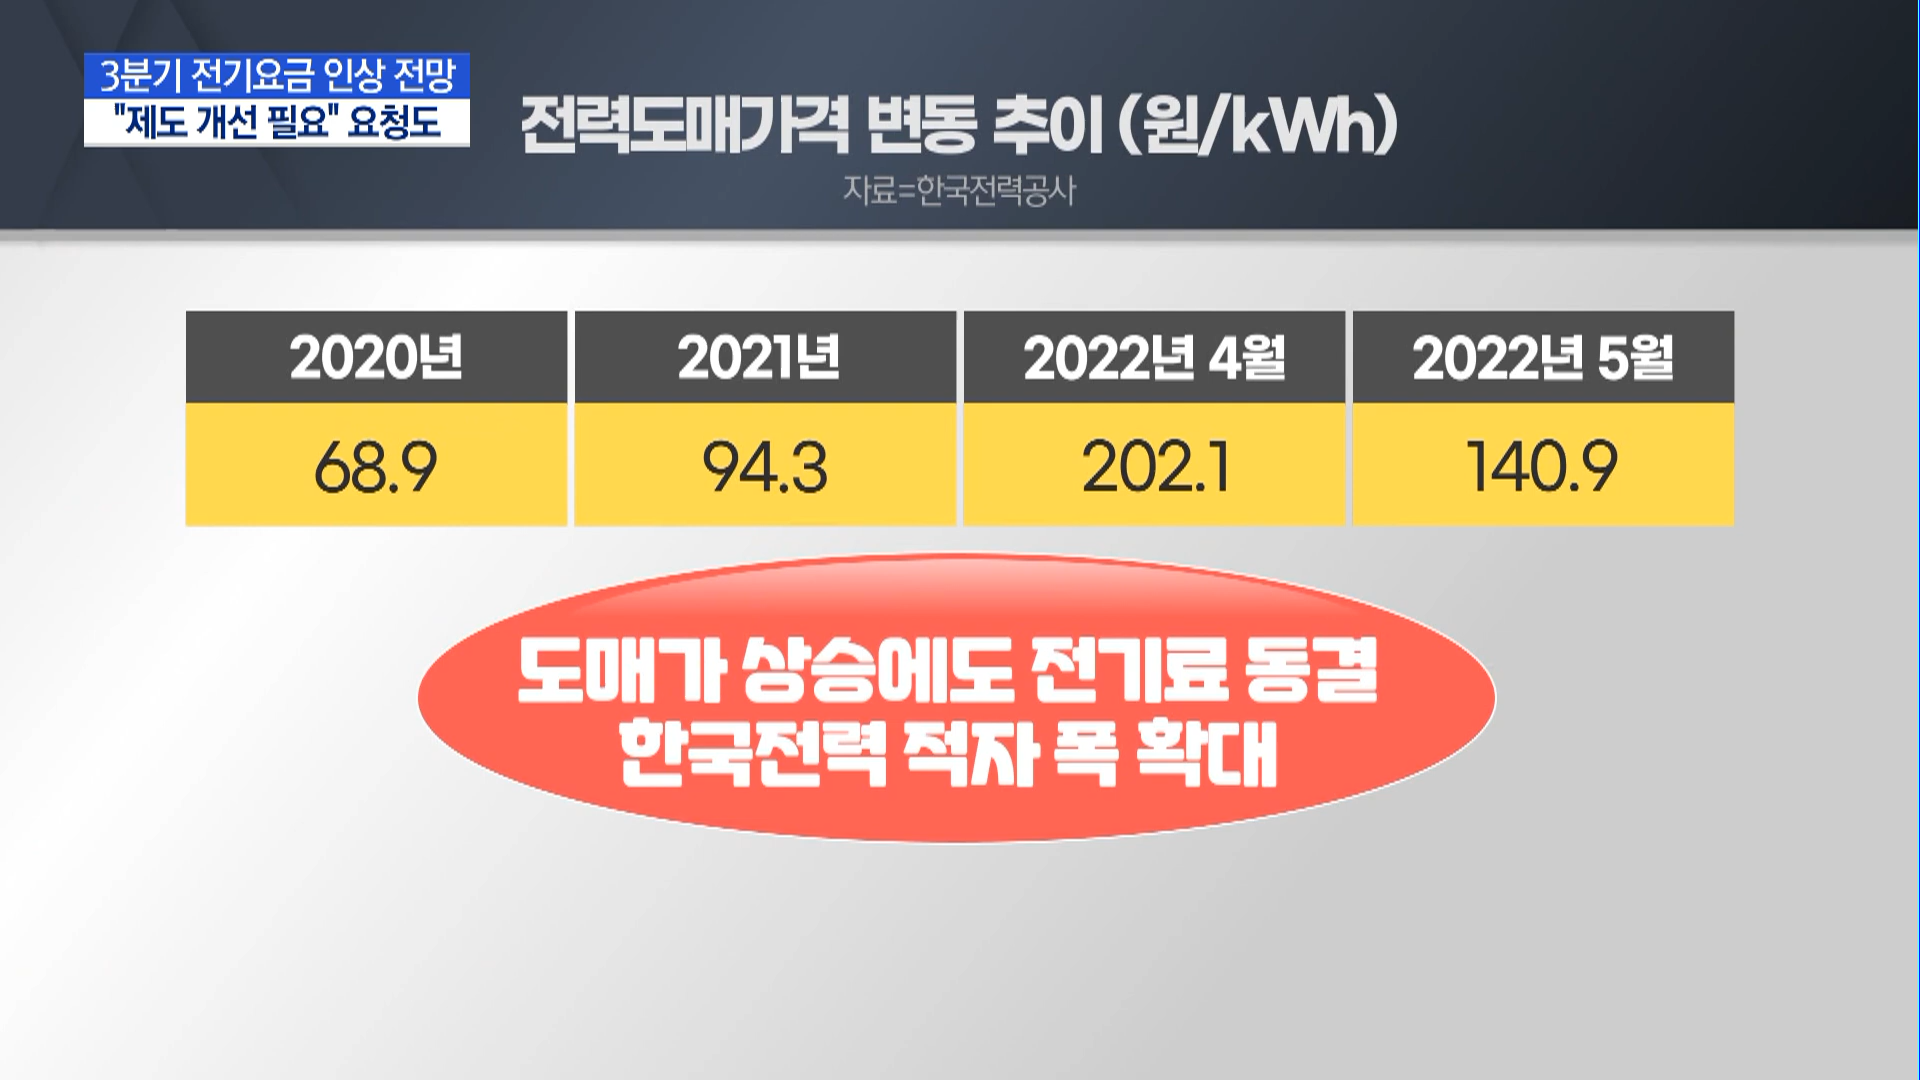 3분기 전기요금 인상 전망
"제도 개선 필요" 요청도
전력도매가격 변동 추이 (원/kWh)
자료=한국전력공사
2020년 2021년 2022년 4월 2022년 5월
68.9 94.3 202.1 140.9
도매가 상승에도 전기료 동결
한국전력 적자 폭 확대